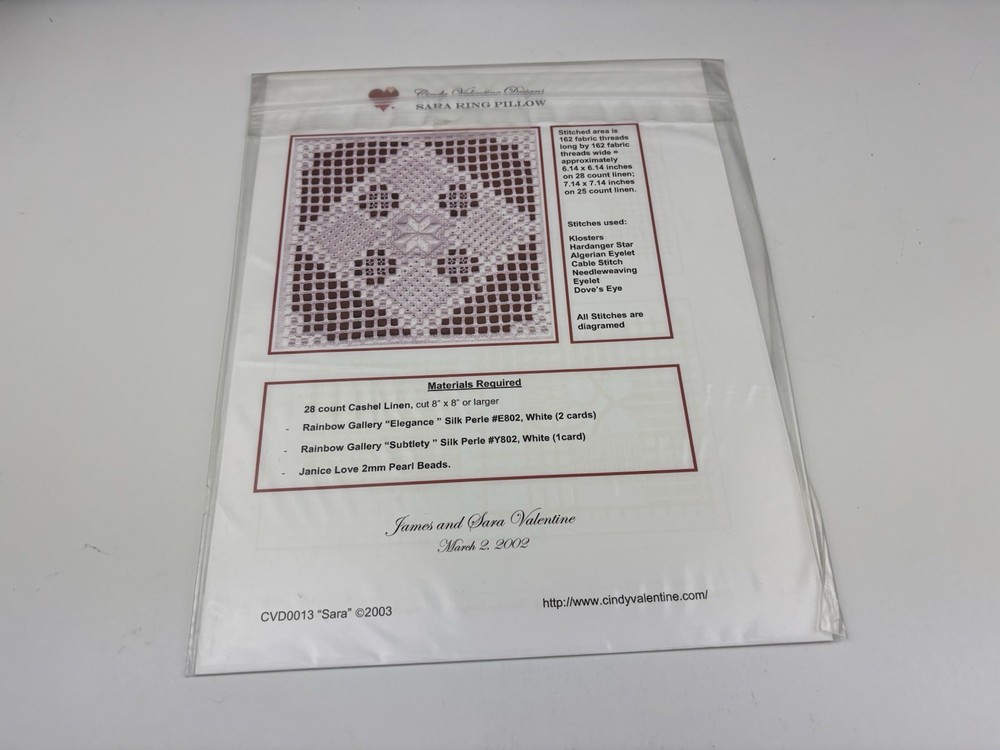 Cindy Valentine Designs
SARA RING PILLOW
Stitched area is
162 fabric threads
long by 162 fabric
threads wide =
approximately
6.14 x 6.14 inches
on 28 count linen;
7.14 x 7.14 inches
on 25 count linen.
Stitches used:
Klosters
Hardanger Star
Algerian Eyelet
Cable Stitch
Needleweaving
Eyelet
Dove's Eye
All Stitches are
diagramed
Materials Required
28 count Cashel Linen, cut 8" x 8" or larger
- Rainbow Gallery "Elegance " Silk Perle #E802, White (2 cards)
- Rainbow Gallery "Subtlety " Silk Perle #Y802, White (1card)
- Janice Love 2mm Pearl Beads.
James and Sara Valentine
March 2, 2002
CVD0013 "Sara" ©2003
http://www.cindyvalentine.com/